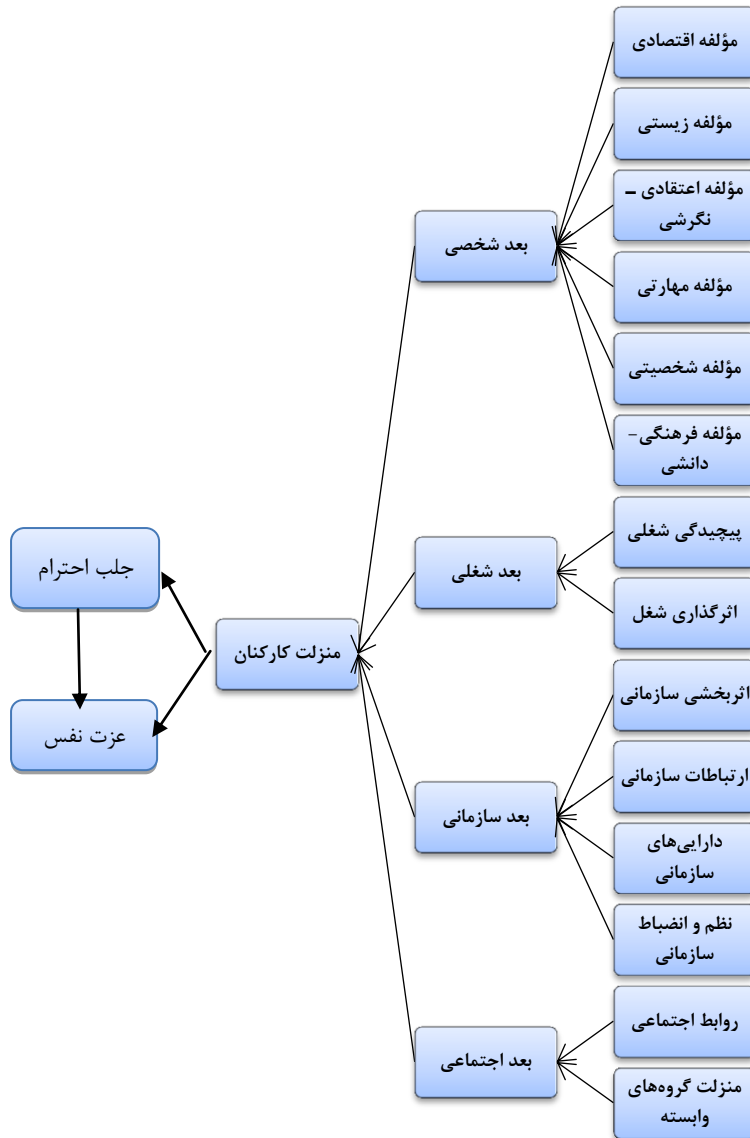 مؤلفه اقتصادی
مؤلفه زیستی
مؤلفه اعتقادی –
نگرشی
مؤلفه مهارتی
مؤلفه شخصیتی
مؤلفه فرهنگی–
دانشی
بعد شخصی
پیچیدگی شغلی
اثرگذاری شغل
بعد شغلی
اثربخشی سازمانی
ارتباطات سازمانی
دارایی‌های
سازمانی
نظم و انضباط
سازمانی
بعد سازمانی
روابط اجتماعی
منزلت گروه‌های
وابسته
بعد اجتماعی
منزلت کارکنان
جلب احترام
عزت نفس